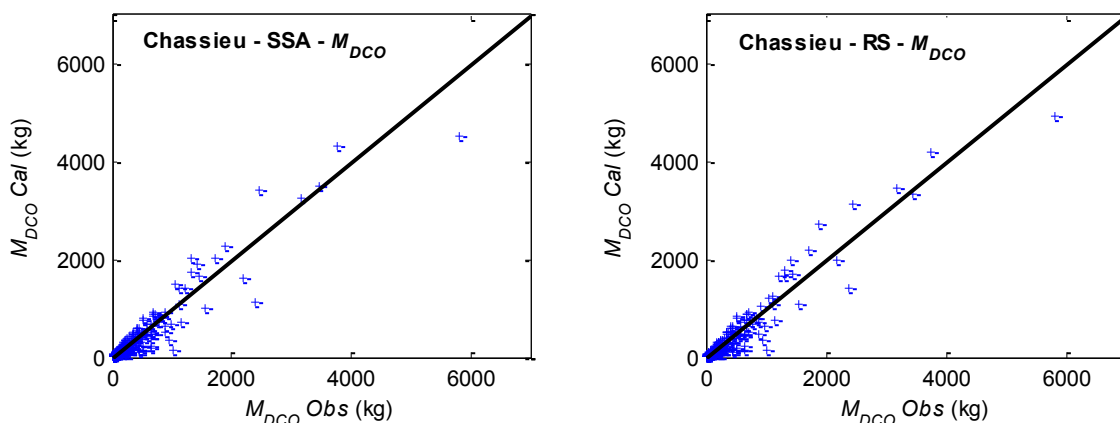 Chassieu - SSA - M_DCO
6000
4000
2000
0
0 2000 4000 6000
M_DCO Cal (kg)
M_DCO Obs (kg)
Chassieu - RS - M_DCO
6000
4000
2000
0
0 2000 4000 6000
M_DCO Cal (kg)
M_DCO Obs (kg)